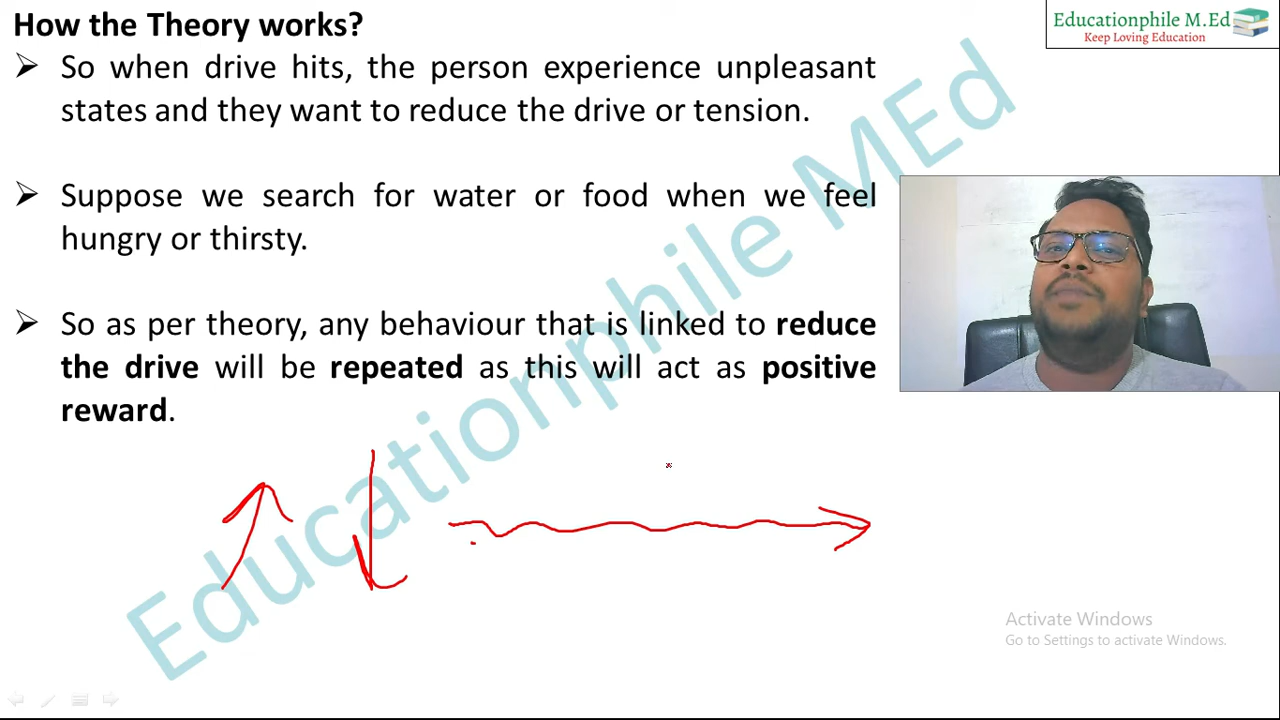 How the Theory works?
Educationphile M.Ed
Keep Loving Education
So when drive hits, the person experience unpleasant
states and they want to reduce the drive or tension.
Suppose we search for water or food when we feel
hungry or thirsty.
So as per theory, any behaviour that is linked to reduce
the drive will be repeated as this will act as positive
reward.
Educationphile MEd
Activate Windows
Go to Settings to activate Windows.